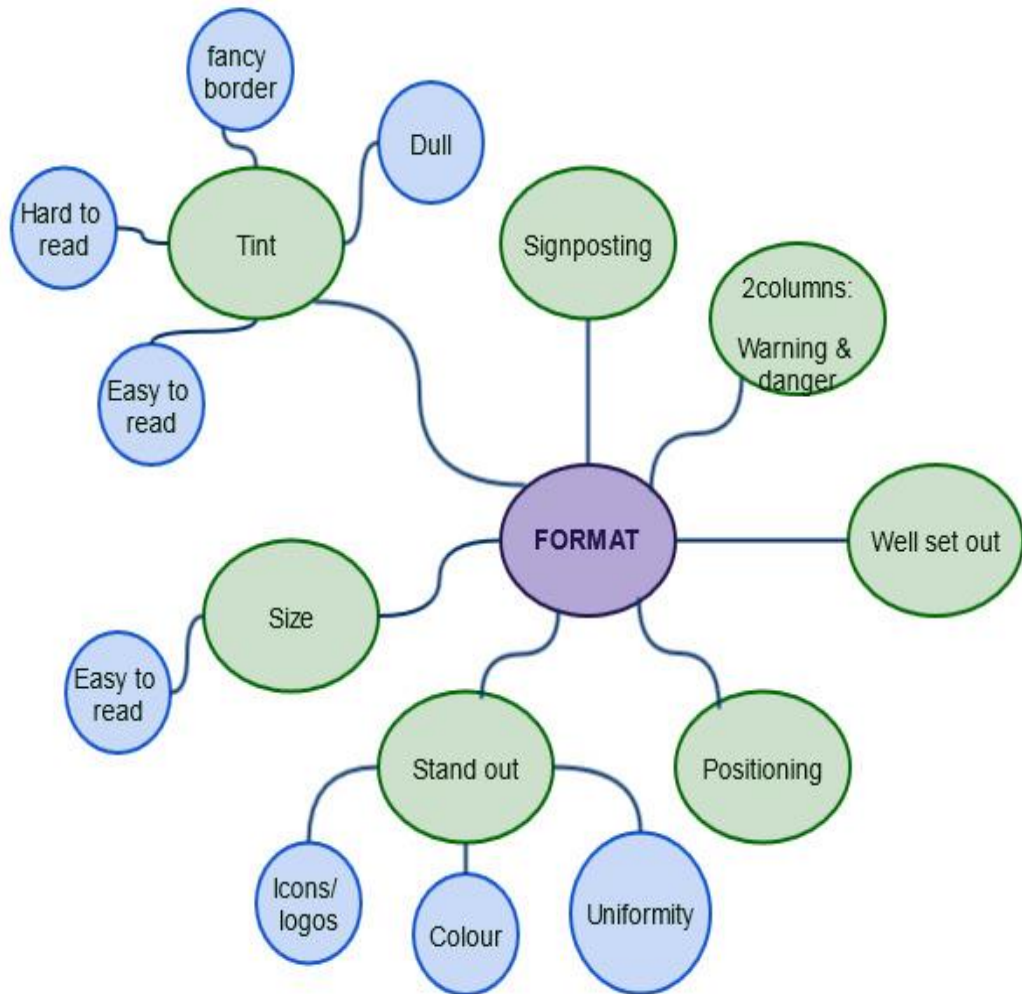 fancy
border
Dull
Hard to
read
Tint
Signposting
2columns:
Warning &
danger
Easy to
read
FORMAT
Well set out
Size
Easy to
read
Stand out
Positioning
Icons/
logos
Colour
Uniformity